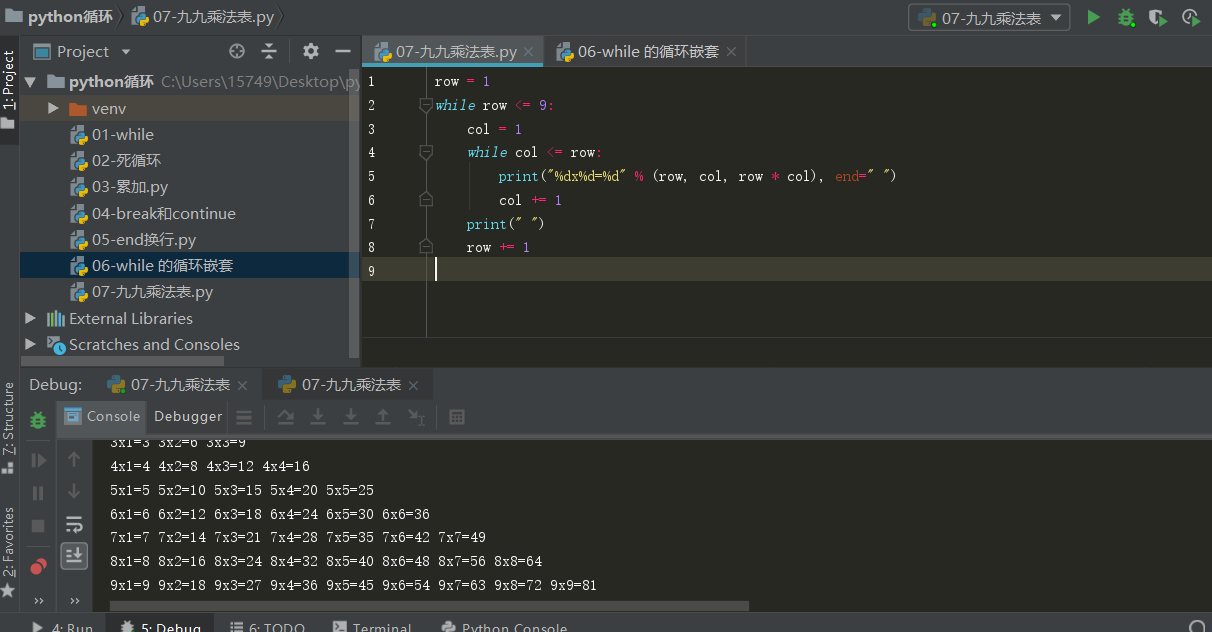 python循环 07-九九乘法表.py 07-九九乘法表
1: Project
Project
07-九九乘法表.py
06-while 的循环嵌套
python循环 C:\Users\15749\Desktop\py
venv
01-while
02-死循环
03-累加.py
04-break和continue
05-end换行.py
06-while 的循环嵌套
07-九九乘法表.py
External Libraries
Scratches and Consoles
1 row = 1
2 while row <= 9:
3 col = 1
4 while col <= row:
5 print("%dx%d=%d" % (row, col, row * col), end=" ")
6 col += 1
7 print(" ")
8 row += 1
9
7: Structure
2: Favorites
Debug: 07-九九乘法表 07-九九乘法表
Console Debugger
3x1=3 3x2=6 3x3=9
4x1=4 4x2=8 4x3=12 4x4=16
5x1=5 5x2=10 5x3=15 5x4=20 5x5=25
6x1=6 6x2=12 6x3=18 6x4=24 6x5=30 6x6=36
7x1=7 7x2=14 7x3=21 7x4=28 7x5=35 7x6=42 7x7=49
8x1=8 8x2=16 8x3=24 8x4=32 8x5=40 8x6=48 8x7=56 8x8=64
9x1=9 9x2=18 9x3=27 9x4=36 9x5=45 9x6=54 9x7=63 9x8=72 9x9=81
4: Run 5: Debug 6: TODO Terminal Python Console